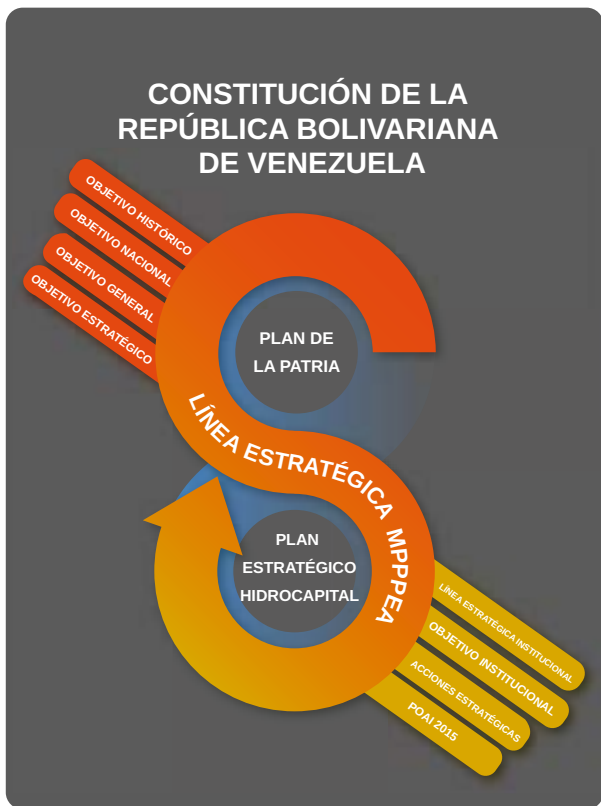 CONSTITUCIÓN DE LA
REPÚBLICA BOLIVARIANA
DE VENEZUELA
OBJETIVO HISTÓRICO
OBJETIVO NACIONAL
OBJETIVO GENERAL
OBJETIVO ESTRATÉGICO
PLAN DE
LA PATRIA
LÍNEA ESTRATÉGICA MPPPEA
PLAN
ESTRATÉGICO
HIDROCAPITAL
LÍNEA ESTRATÉGICA INSTITUCIONAL
OBJETIVO INSTITUCIONAL
ACCIONES ESTRATÉGICAS
POAI 2015